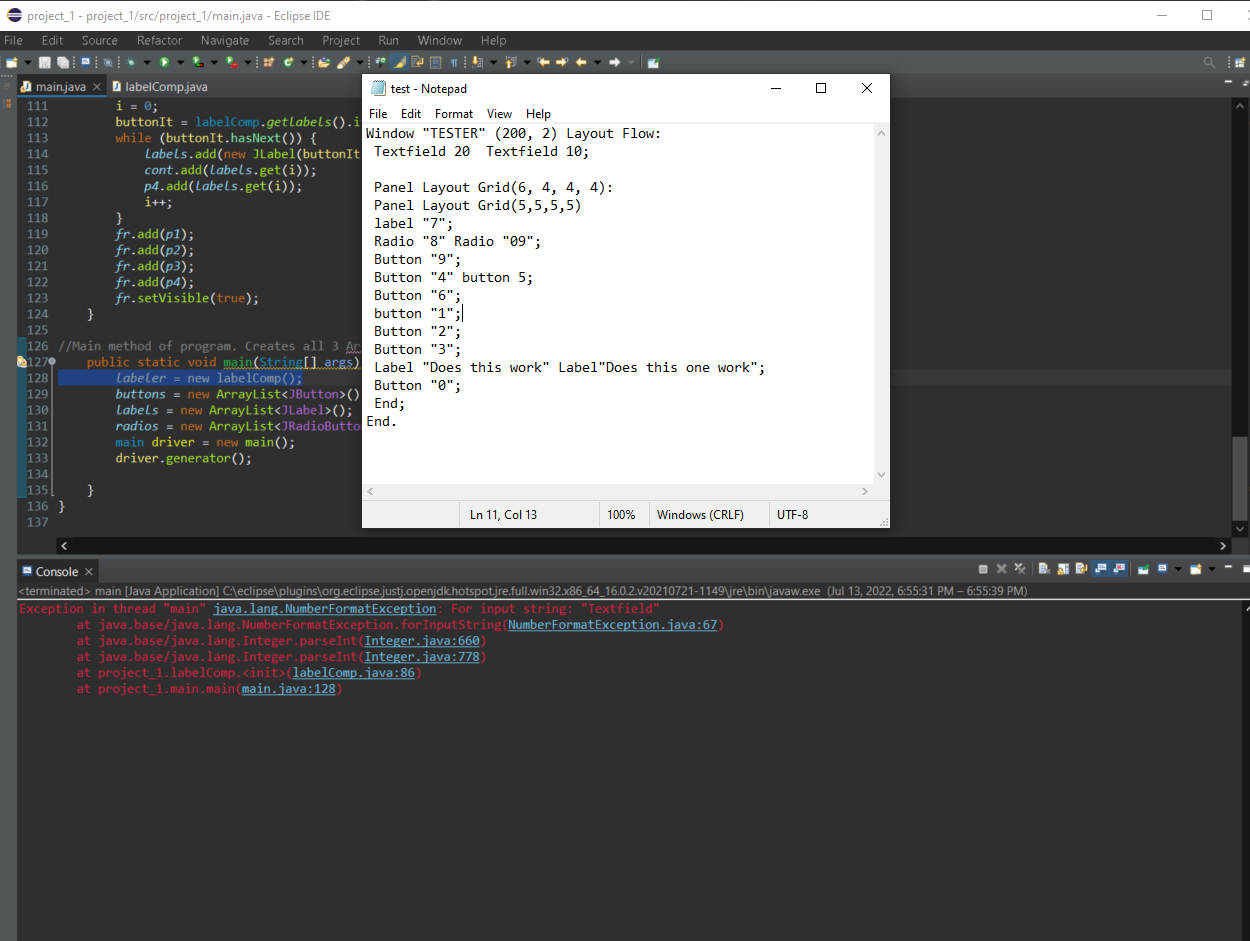 project_1 - project_1/src/project_1/main.java - Eclipse IDE
File Edit Source Refactor Navigate Search Project Run Window Help
main.java labelComp.java
111 i = 0;
112 buttonIt = labelComp.getlabels().i
113 while (buttonIt.hasNext()) {
114 labels.add(new JLabel(buttonIt
115 cont.add(labels.get(i));
116 p4.add(labels.get(i));
117 i++;
118 }
119 fr.add(p1);
120 fr.add(p2);
121 fr.add(p3);
122 fr.add(p4);
123 fr.setVisible(true);
124 }
125
126 //Main method of program. Creates all 3 Ar
127 public static void main(String[] args)
128 labeler = new labelComp();
129 buttons = new ArrayList<JButton>()
130 labels = new ArrayList<JLabel>();
131 radios = new ArrayList<JRadioButto
132 main driver = new main();
133 driver.generator();
134
135 }
136 }
137
test - Notepad
File Edit Format View Help
Window "TESTER" (200, 2) Layout Flow:
Textfield 20 Textfield 10;
Panel Layout Grid(6, 4, 4, 4):
Panel Layout Grid(5,5,5,5)
label "7";
Radio "8" Radio "09";
Button "9";
Button "4" button 5;
Button "6";
button "1";
Button "2";
Button "3";
Label "Does this work" Label"Does this one work";
Button "0";
End;
End.
Ln 11, Col 13 100% Windows (CRLF) UTF-8
Console
<terminated> main [Java Application] C:\eclipse\plugins\org.eclipse.justj.openjdk.hotspot.jre.full.win32.x86_64_16.0.2.v20210721-1149\jre\bin\javaw.exe (Jul 13, 2022, 6:55:31 PM – 6:55:39 PM)
Exception in thread "main" java.lang.NumberFormatException: For input string: "Textfield"
at java.base/java.lang.NumberFormatException.forInputString(NumberFormatException.java:67)
at java.base/java.lang.Integer.parseInt(Integer.java:660)
at java.base/java.lang.Integer.parseInt(Integer.java:778)
at project_1.labelComp.<init>(labelComp.java:86)
at project_1.main.main(main.java:128)